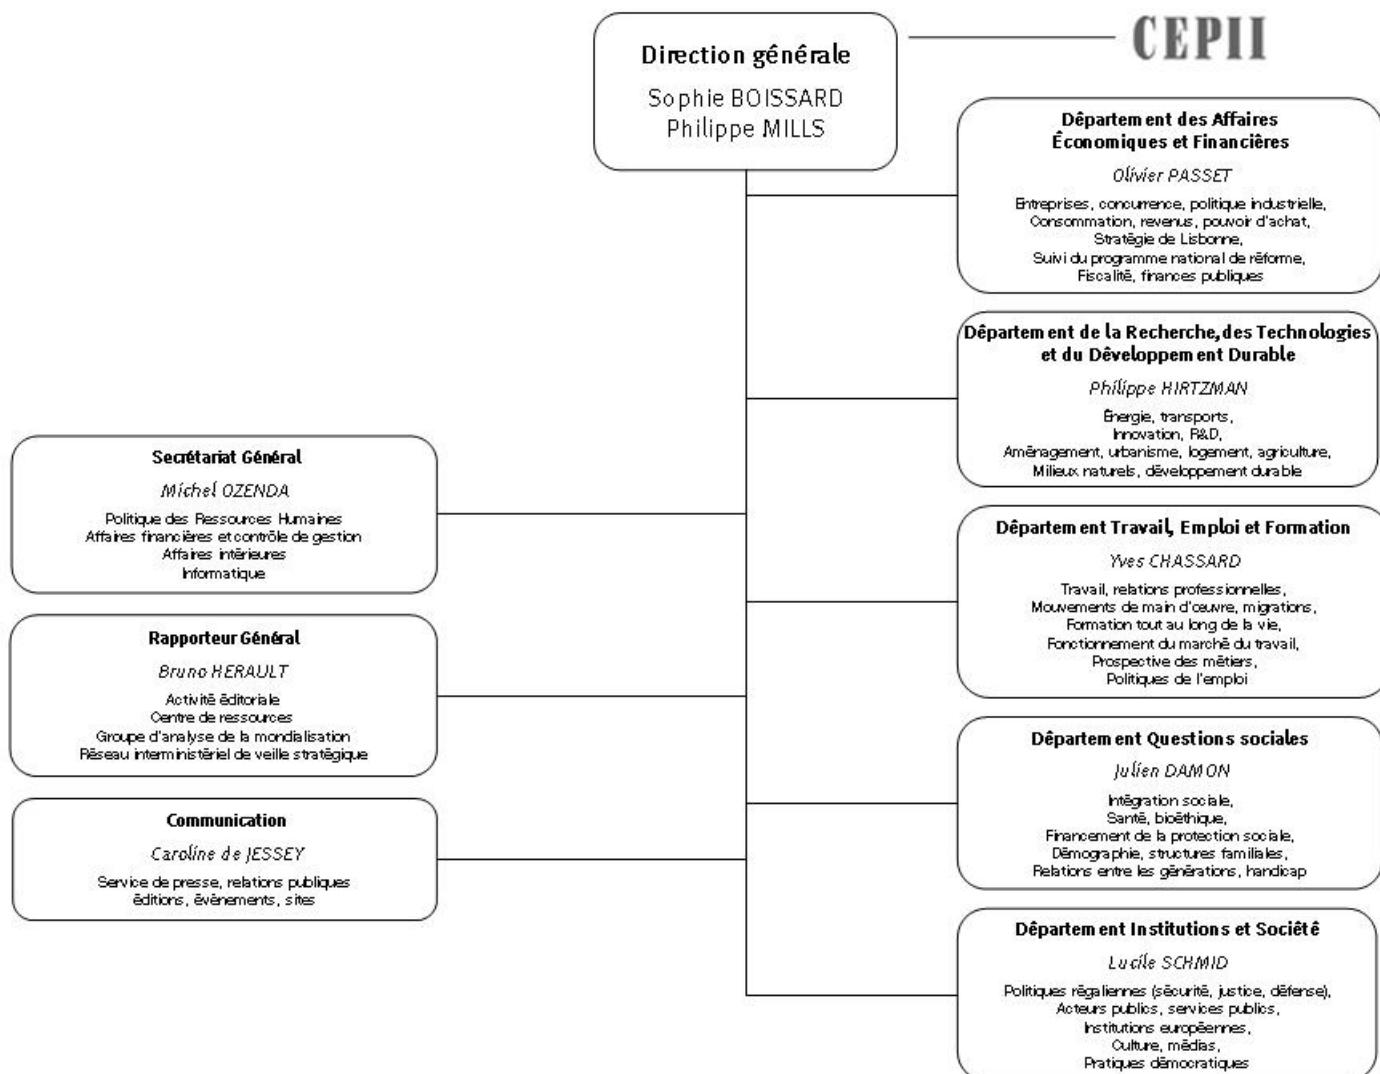 Direction générale
Sophie BOISSARD
Philippe MILLS
CEPII
Département des Affaires
Économiques et Financières
Olivier PASSET
Entreprises, concurrence, politique industrielle,
Consommation, revenus, pouvoir d'achat,
Stratégie de Lisbonne,
Suivi du programme national de réforme,
Fiscalité, finances publiques
Département de la Recherche, des Technologies
et du Développement Durable
Philippe HIRTZMAN
Énergie, transports,
Innovation, R&D,
Aménagement, urbanisme, logement, agriculture,
Milieux naturels, développement durable
Secrétariat Général
Michel OZENDA
Politique des Ressources Humaines
Affaires financières et contrôle de gestion
Affaires intérieures
Informatique
Département Travail, Emploi et Formation
Yves CHASSARD
Travail, relations professionnelles,
Mouvements de main d'œuvre, migrations,
Formation tout au long de la vie,
Fonctionnement du marché du travail,
Prospective des métiers,
Politiques de l'emploi
Rapporteur Général
Bruno HERAULT
Activité éditoriale
Centre de ressources
Groupe d'analyse de la mondialisation
Réseau interministériel de veille stratégique
Département Questions sociales
Julien DAMON
Intégration sociale,
Santé, bioéthique,
Financement de la protection sociale,
Démographie, structures familiales,
Relations entre les générations, handicap
Communication
Caroline de JESSEY
Service de presse, relations publiques
éditions, évènements, sites
Département Institutions et Société
Lucile SCHMID
Politiques régaliennes (sécurité, justice, défense),
Acteurs publics, services publics,
Institutions européennes,
Culture, médias,
Pratiques démocratiques